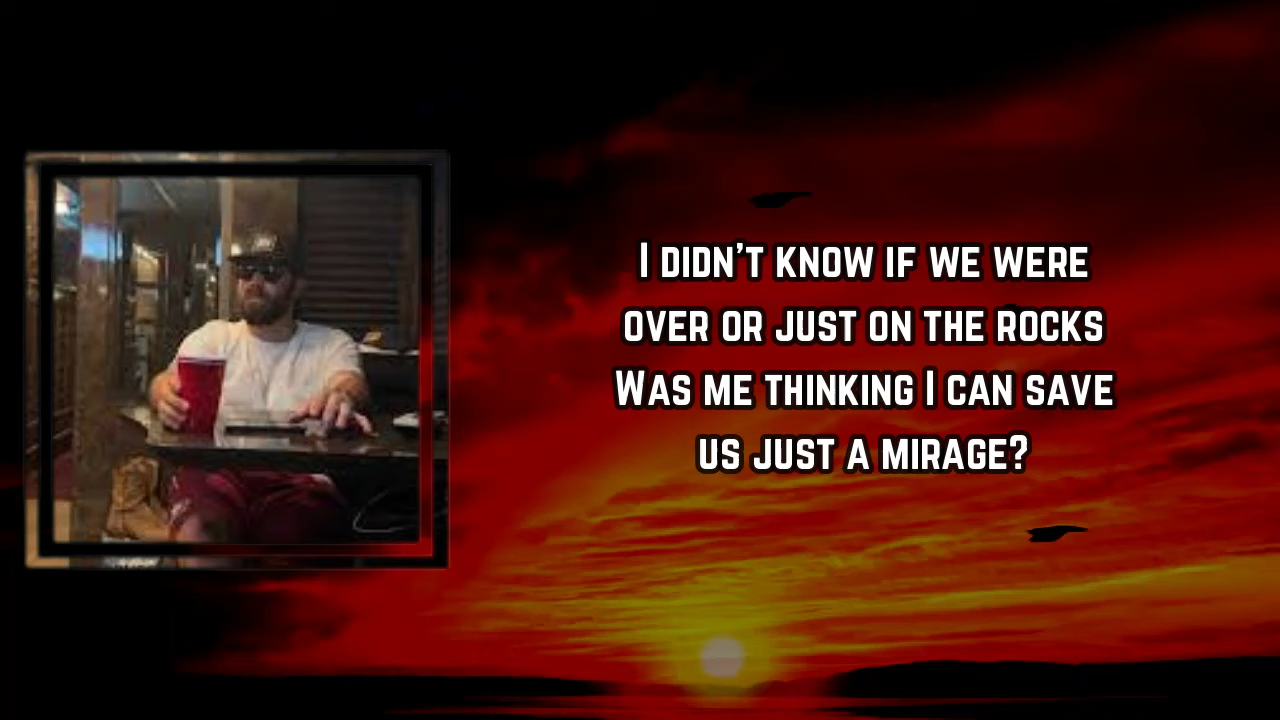 I didn't know if we were
over or just on the rocks
Was me thinking I can save
us just a mirage?